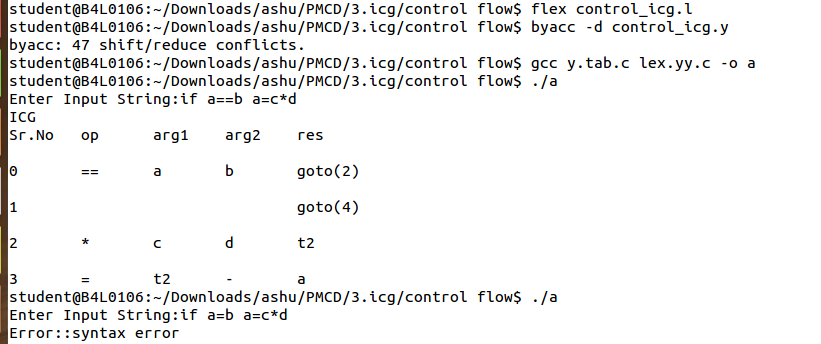 student@B4L0106:~/Downloads/ashu/PMCD/3.icg/control flow$ flex control_icg.l
student@B4L0106:~/Downloads/ashu/PMCD/3.icg/control flow$ byacc -d control_icg.y
byacc: 47 shift/reduce conflicts.
student@B4L0106:~/Downloads/ashu/PMCD/3.icg/control flow$ gcc y.tab.c lex.yy.c -o a
student@B4L0106:~/Downloads/ashu/PMCD/3.icg/control flow$ ./a
Enter Input String:if a==b a=c*d
ICG
Sr.No op arg1 arg2 res
0 == a b goto(2)
1 goto(4)
2 * c d t2
3 = t2 - a
student@B4L0106:~/Downloads/ashu/PMCD/3.icg/control flow$ ./a
Enter Input String:if a=b a=c*d
Error::syntax error